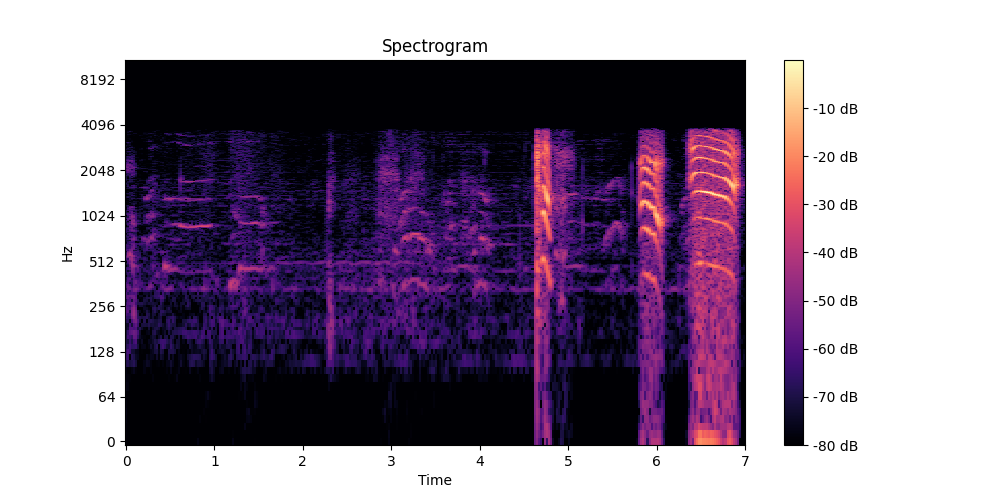 Spectrogram
8192
4096
2048
1024
512
256
128
64
0
Hz
0 1 2 3 4 5 6 7
Time
-10 dB
-20 dB
-30 dB
-40 dB
-50 dB
-60 dB
-70 dB
-80 dB